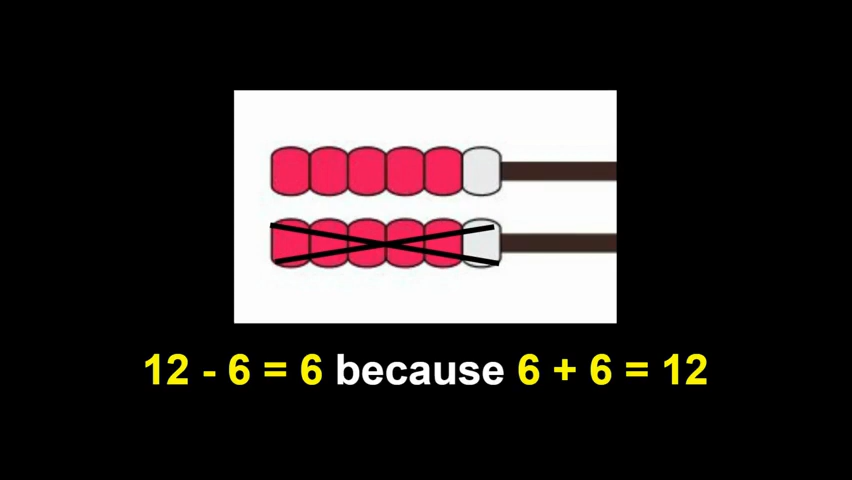 12 - 6 = 6 because 6 + 6 = 12